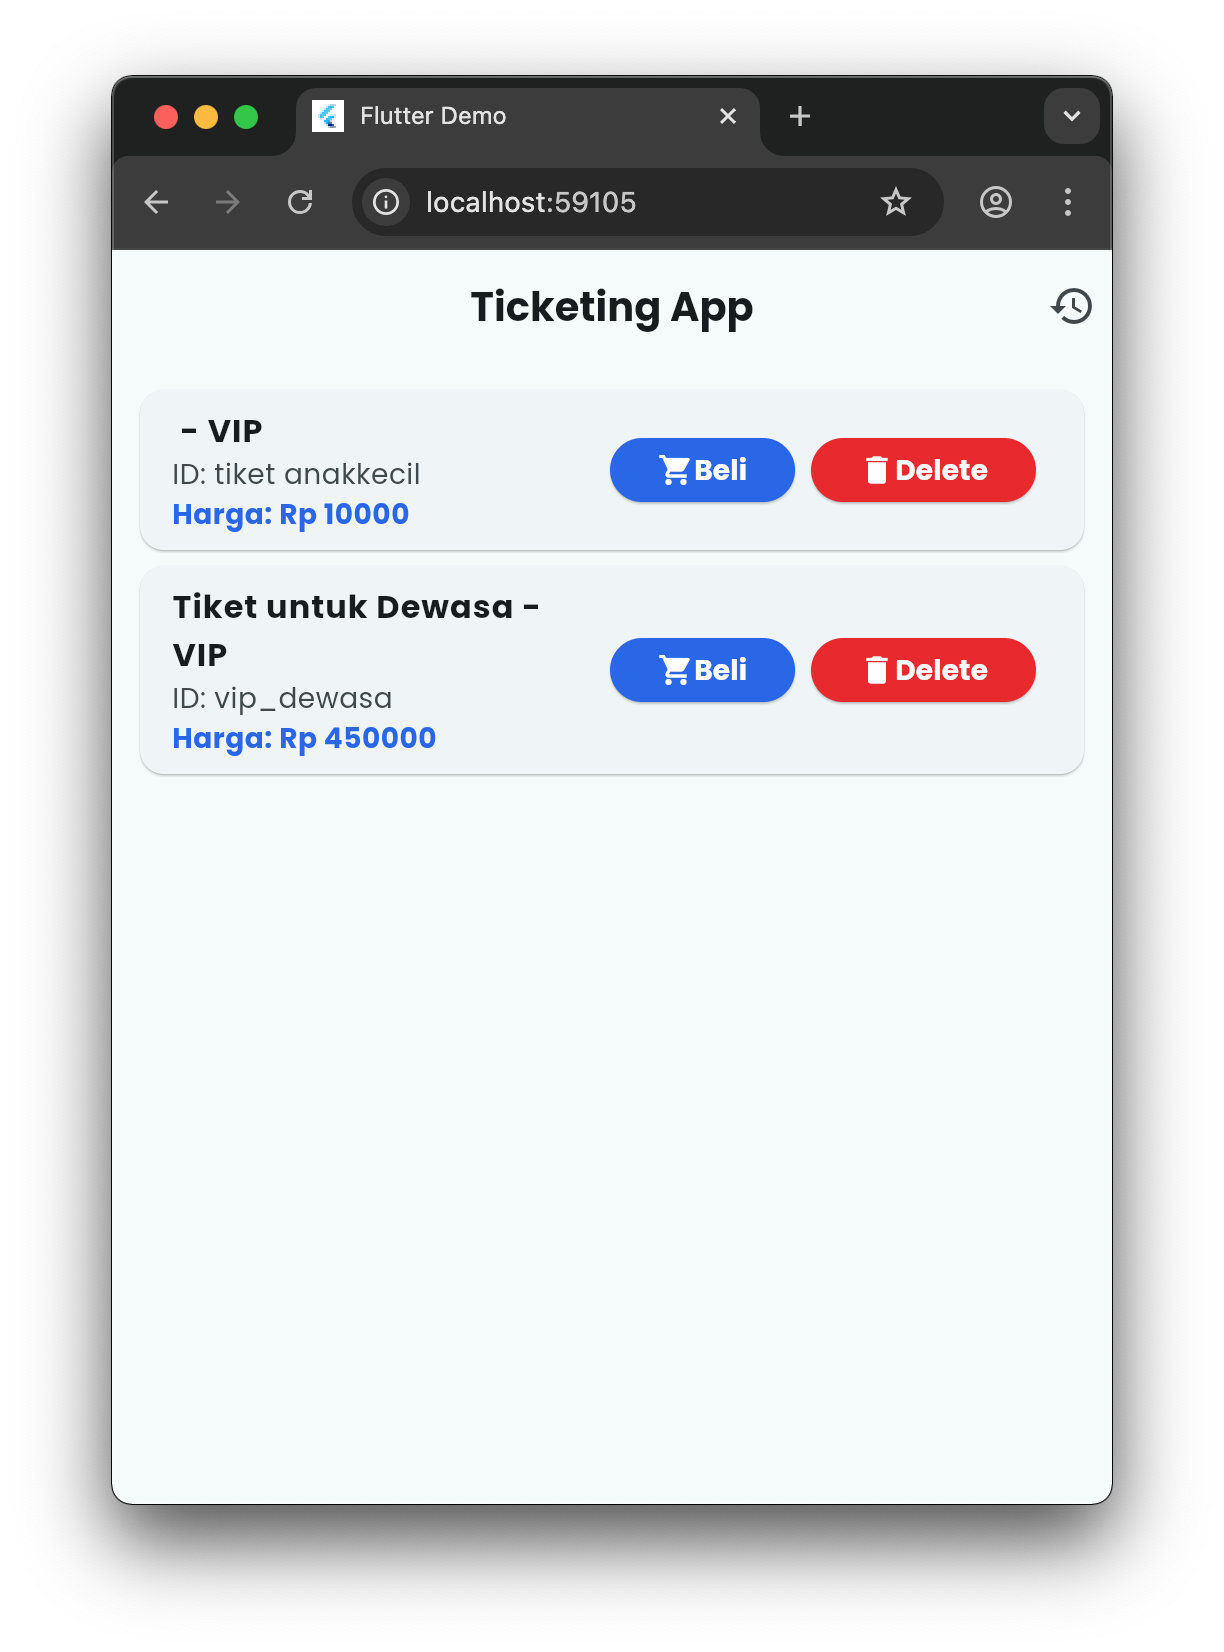 Flutter Demo
localhost:59105
Ticketing App
- VIP
ID: tiket anakkecil
Harga: Rp 10000
Beli
Delete
Tiket untuk Dewasa -
VIP
ID: vip_dewasa
Harga: Rp 450000
Beli
Delete